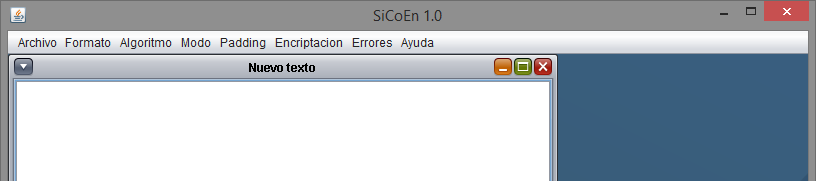 SiCoEn 1.0
Archivo Formato Algoritmo Modo Padding Encriptacion Errores Ayuda
Nuevo texto